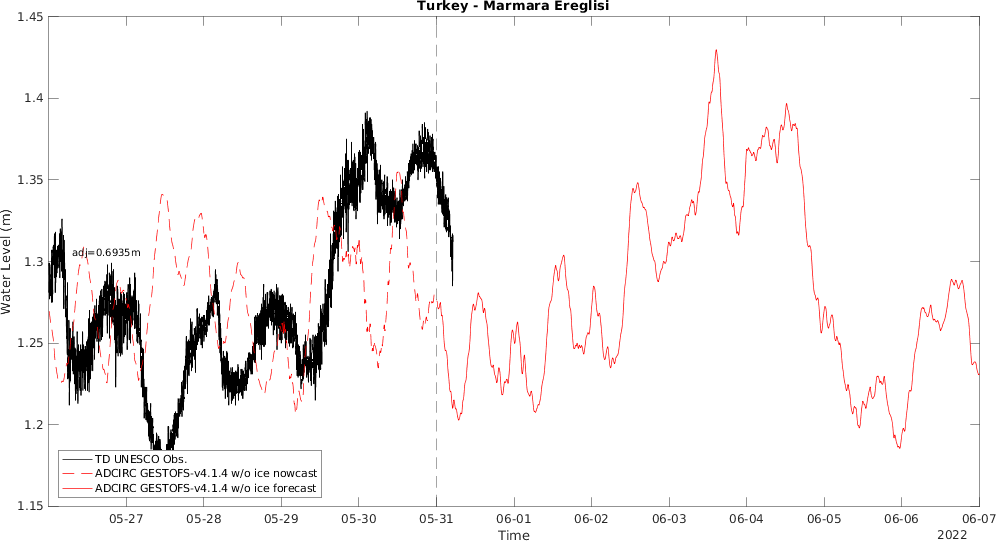 Turkey - Marmara Ereglisi
1.45
1.4
1.35
1.3
1.25
1.2
1.15
Water Level (m)
adj=0.6935m
TD UNESCO Obs.
ADCIRC GESTOFS-v4.1.4 w/o ice nowcast
ADCIRC GESTOFS-v4.1.4 w/o ice forecast
05-27 05-28 05-29 05-30 05-31 06-01 06-02 06-03 06-04 06-05 06-06 06-07
Time
2022